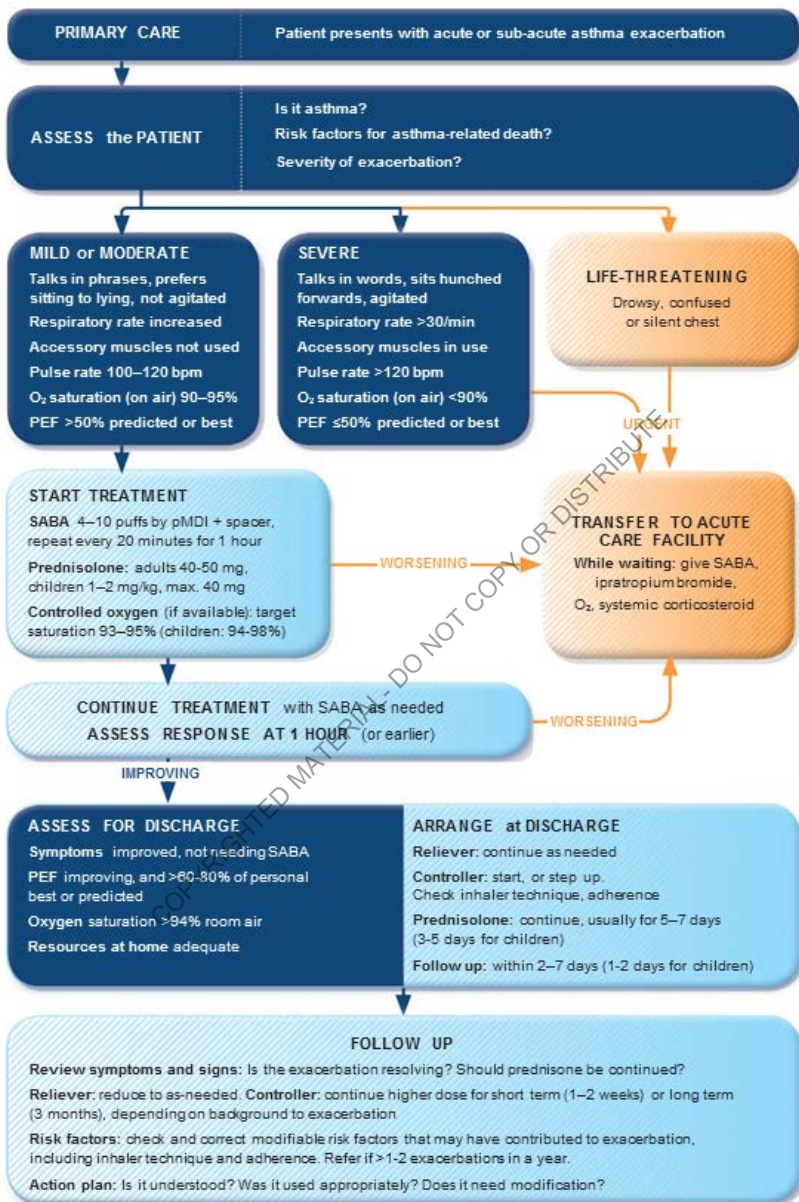 PRIMARY CARE
Patient presents with acute or sub-acute asthma exacerbation
ASSESS the PATIENT
Is it asthma?
Risk factors for asthma-related death?
Severity of exacerbation?
MILD or MODERATE
Talks in phrases, prefers
sitting to lying, not agitated
Respiratory rate increased
Accessory muscles not used
Pulse rate 100–120 bpm
O₂ saturation (on air) 90–95%
PEF >50% predicted or best
SEVERE
Talks in words, sits hunched
forwards, agitated
Respiratory rate >30/min
Accessory muscles in use
Pulse rate >120 bpm
O₂ saturation (on air) <90%
PEF ≤50% predicted or best
LIFE-THREATENING
Drowsy, confused
or silent chest
URGENT
START TREATMENT
SABA 4–10 puffs by pMDI + spacer,
repeat every 20 minutes for 1 hour
Prednisolone: adults 40-50 mg,
children 1–2 mg/kg, max. 40 mg
Controlled oxygen (if available): target
saturation 93–95% (children: 94-98%)
WORSENING
TRANSFER TO ACUTE
CARE FACILITY
While waiting: give SABA,
ipratropium bromide,
O₂, systemic corticosteroid
CONTINUE TREATMENT with SABA as needed
ASSESS RESPONSE AT 1 HOUR (or earlier)
WORSENING
IMPROVING
ASSESS FOR DISCHARGE
Symptoms improved, not needing SABA
PEF improving, and >60-80% of personal
best or predicted
Oxygen saturation >94% room air
Resources at home adequate
ARRANGE at DISCHARGE
Reliever: continue as needed
Controller: start, or step up.
Check inhaler technique, adherence
Prednisolone: continue, usually for 5–7 days
(3-5 days for children)
Follow up: within 2–7 days (1-2 days for children)
FOLLOW UP
Review symptoms and signs: Is the exacerbation resolving? Should prednisone be continued?
Reliever: reduce to as-needed. Controller: continue higher dose for short term (1–2 weeks) or long term
(3 months), depending on background to exacerbation
Risk factors: check and correct modifiable risk factors that may have contributed to exacerbation,
including inhaler technique and adherence. Refer if >1-2 exacerbations in a year.
Action plan: Is it understood? Was it used appropriately? Does it need modification?
COPYRIGHTED MATERIAL - DO NOT COPY OR DISTRIBUTE